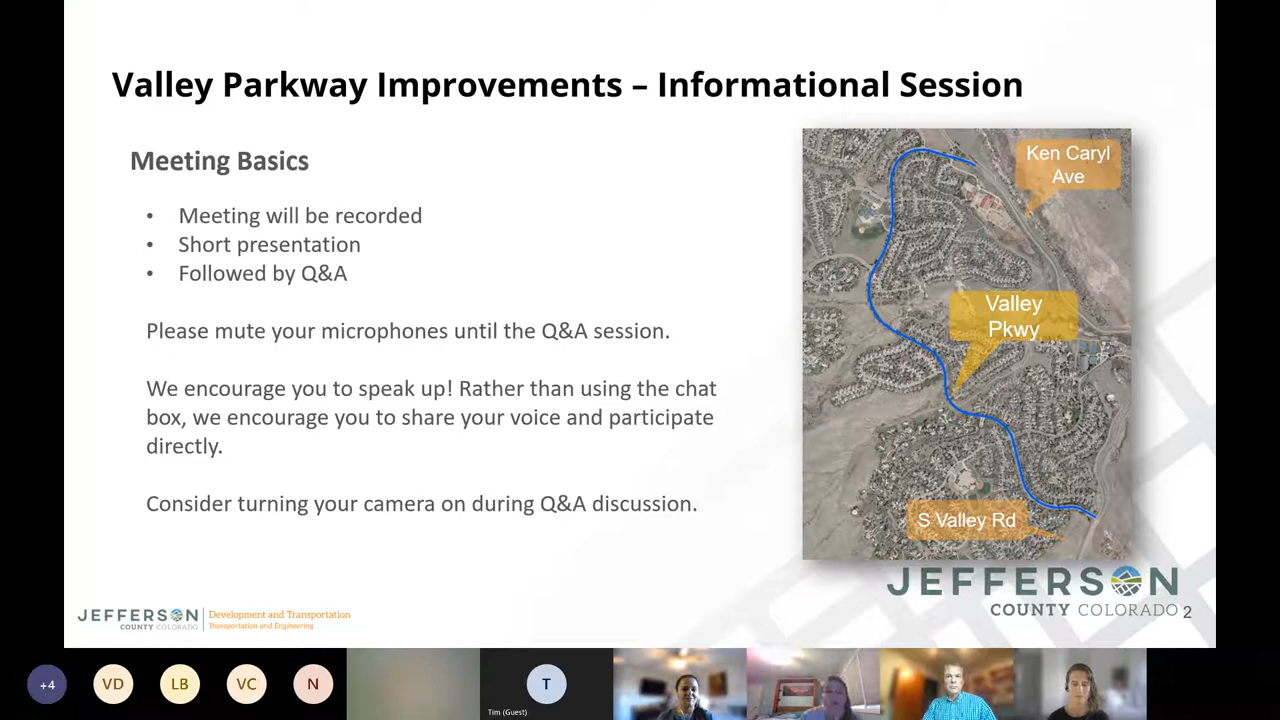 Valley Parkway Improvements – Informational Session
Meeting Basics
• Meeting will be recorded
• Short presentation
• Followed by Q&A
Please mute your microphones until the Q&A session.
We encourage you to speak up! Rather than using the chat
box, we encourage you to share your voice and participate
directly.
Consider turning your camera on during Q&A discussion.
Ken Caryl
Ave
Valley
Pkwy
S Valley Rd
JEFFERSON
COUNTY COLORADO
2
JEFFERSON
COUNTY COLORADO
Development and Transportation
Transportation and Engineering
+4
VD
LB
VC
N
T
Tim (Guest)